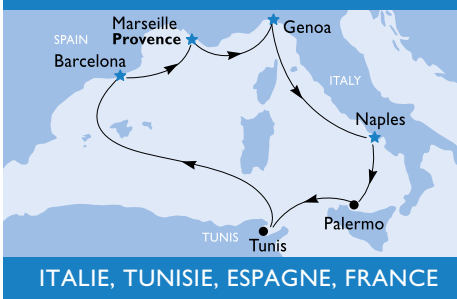 Marseille
Provence
Genoa
SPAIN
Barcelona
ITALY
Naples
Palermo
TUNIS
Tunis
ITALIE, TUNISIE, ESPAGNE, FRANCE